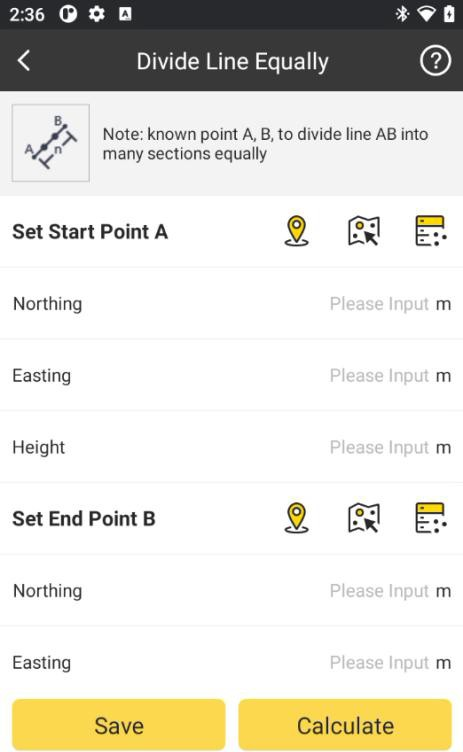 2:36
Divide Line Equally
B
A
n
Note: known point A, B, to divide line AB into
many sections equally
Set Start Point A
Northing Please Input m
Easting Please Input m
Height Please Input m
Set End Point B
Northing Please Input m
Easting Please Input m
Save Calculate